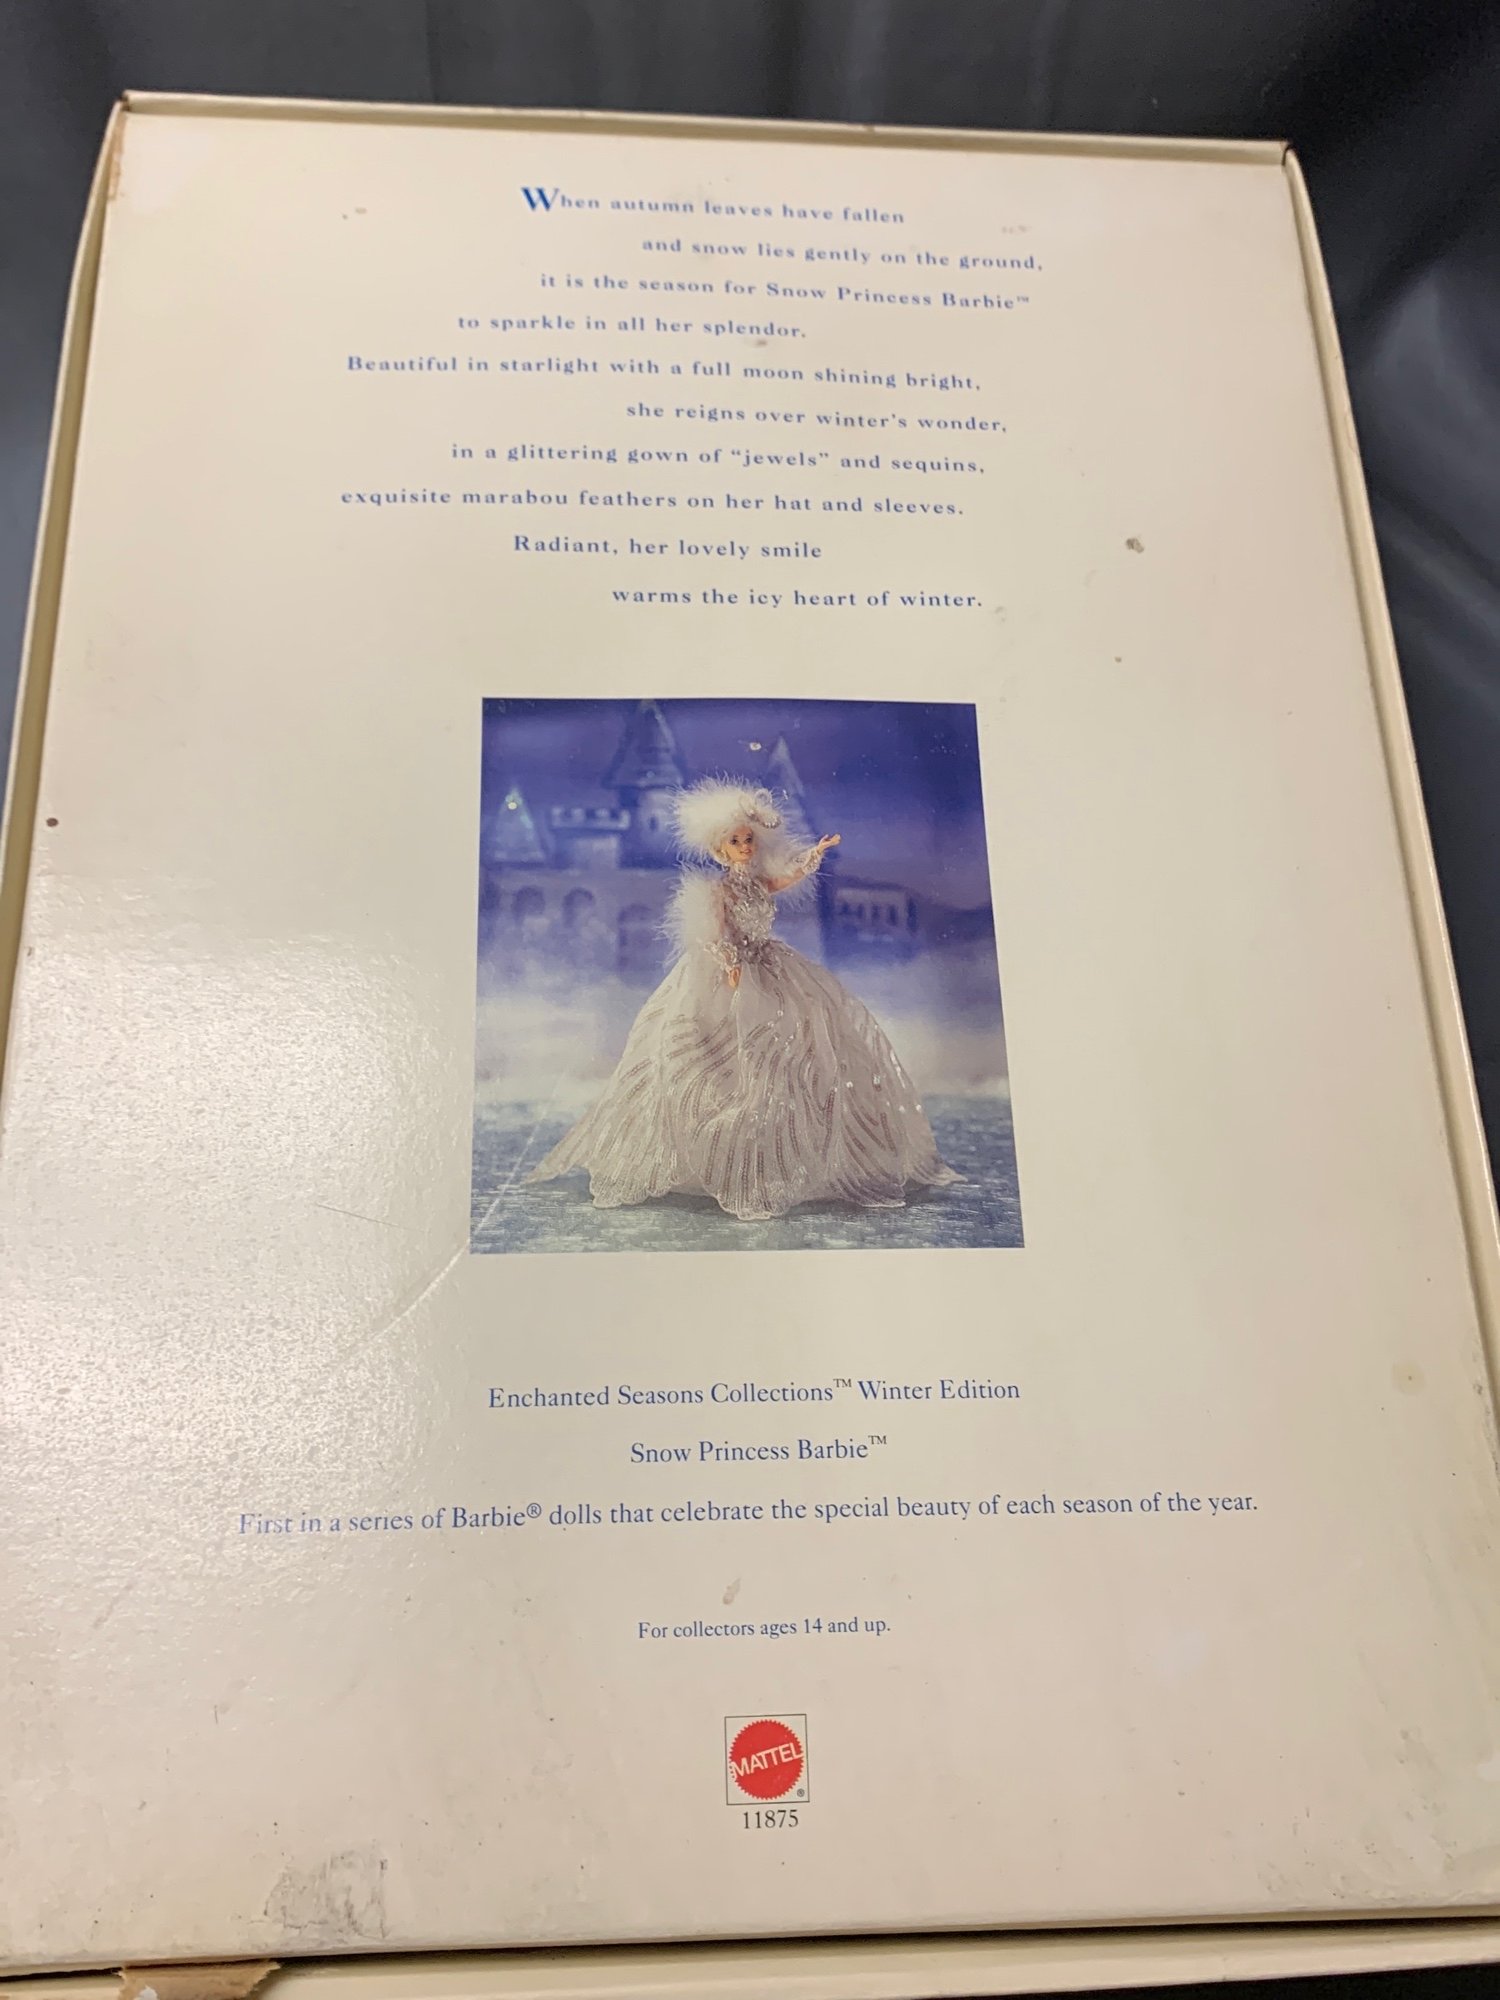 When autumn leaves have fallen
and snow lies gently on the ground,
it is the season for Snow Princess Barbie™
to sparkle in all her splendor.
Beautiful in starlight with a full moon shining bright,
she reigns over winter's wonder,
in a glittering gown of “jewels” and sequins,
exquisite marabou feathers on her hat and sleeves.
Radiant, her lovely smile
warms the icy heart of winter.
Enchanted Seasons Collections™ Winter Edition
Snow Princess Barbie™
First in a series of Barbie® dolls that celebrate the special beauty of each season of the year.
For collectors ages 14 and up.
MATTEL®
11875